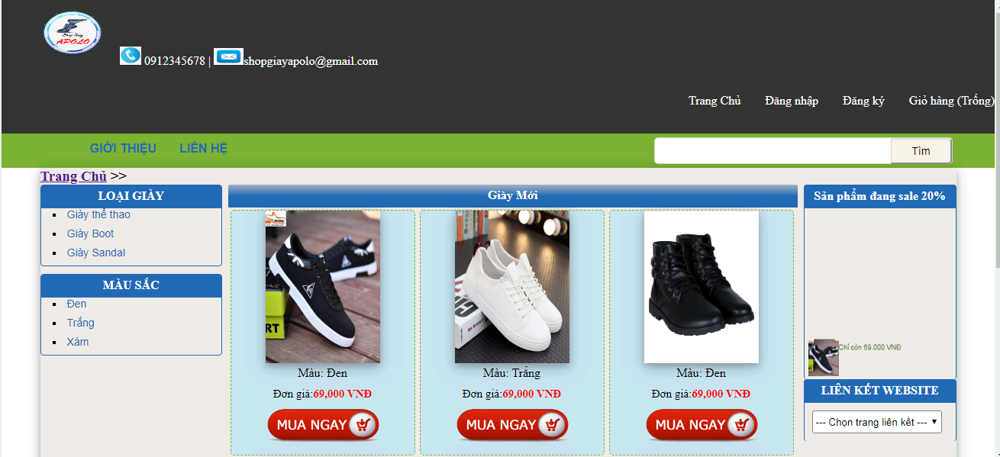 Shop Giày
APOLO
0912345678 | shopgiayapolo@gmail.com
Trang Chủ Đăng nhập Đăng ký Giỏ hàng (Trống)
GIỚI THIỆU LIÊN HỆ Tìm
Trang Chủ >>
LOẠI GIÀY
Giày thể thao
Giày Boot
Giày Sandal
MÀU SẮC
Đen
Trắng
Xám
Giày Mới
Màu: Đen
Đơn giá:69,000 VNĐ
MUA NGAY
Màu: Trắng
Đơn giá:69,000 VNĐ
MUA NGAY
Màu: Đen
Đơn giá:69,000 VNĐ
MUA NGAY
Sản phẩm đang sale 20%
Chỉ còn 69.000 VNĐ
LIÊN KẾT WEBSITE
--- Chọn trang liên kết ---